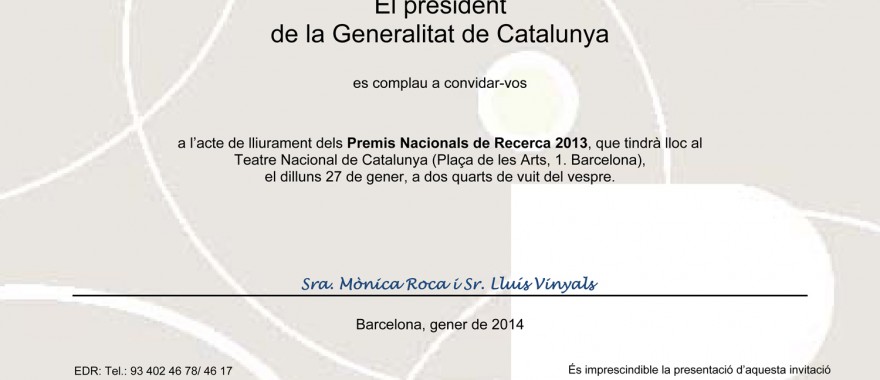 El president
de la Generalitat de Catalunya
es complau a convidar-vos
a l’acte de lliurament dels Premis Nacionals de Recerca 2013, que tindrà lloc al
Teatre Nacional de Catalunya (Plaça de les Arts, 1. Barcelona),
el dilluns 27 de gener, a dos quarts de vuit del vespre.
Sra. Mònica Roca i Sr. Lluís Vinyals
Barcelona, gener de 2014
EDR: Tel.: 93 402 46 78/ 46 17
És imprescindible la presentació d’aquesta invitació